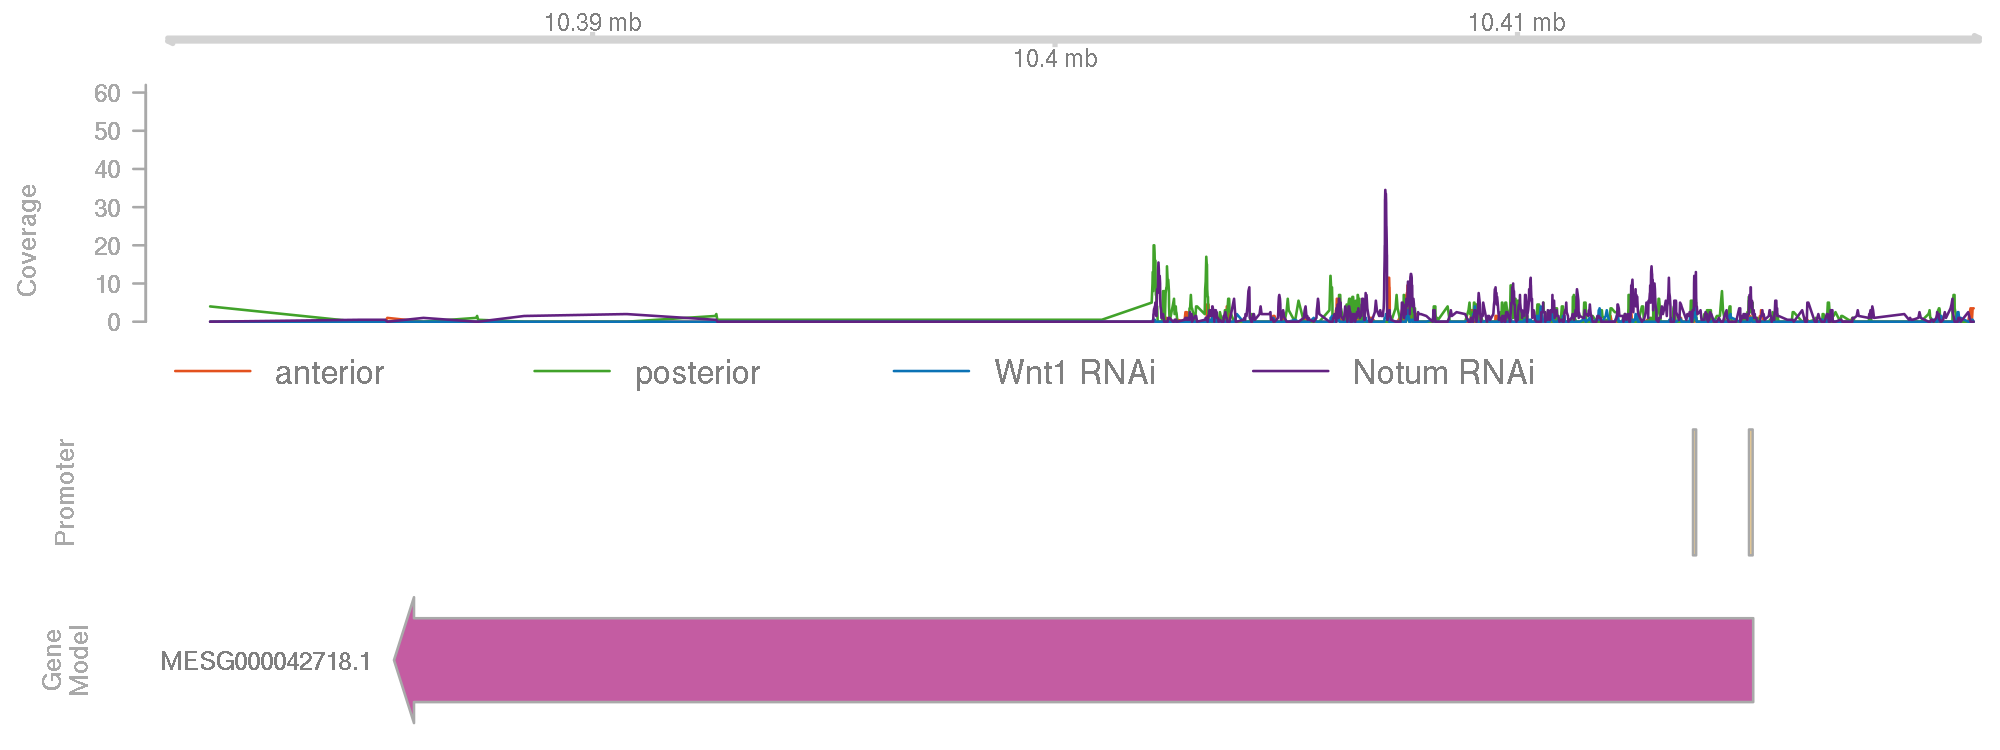 10.39 mb
10.41 mb
10.4 mb
60
50
40
30
20
10
0
Coverage
anterior
posterior
Wnt1 RNAi
Notum RNAi
Promoter
Gene
Model
MESG000042718.1